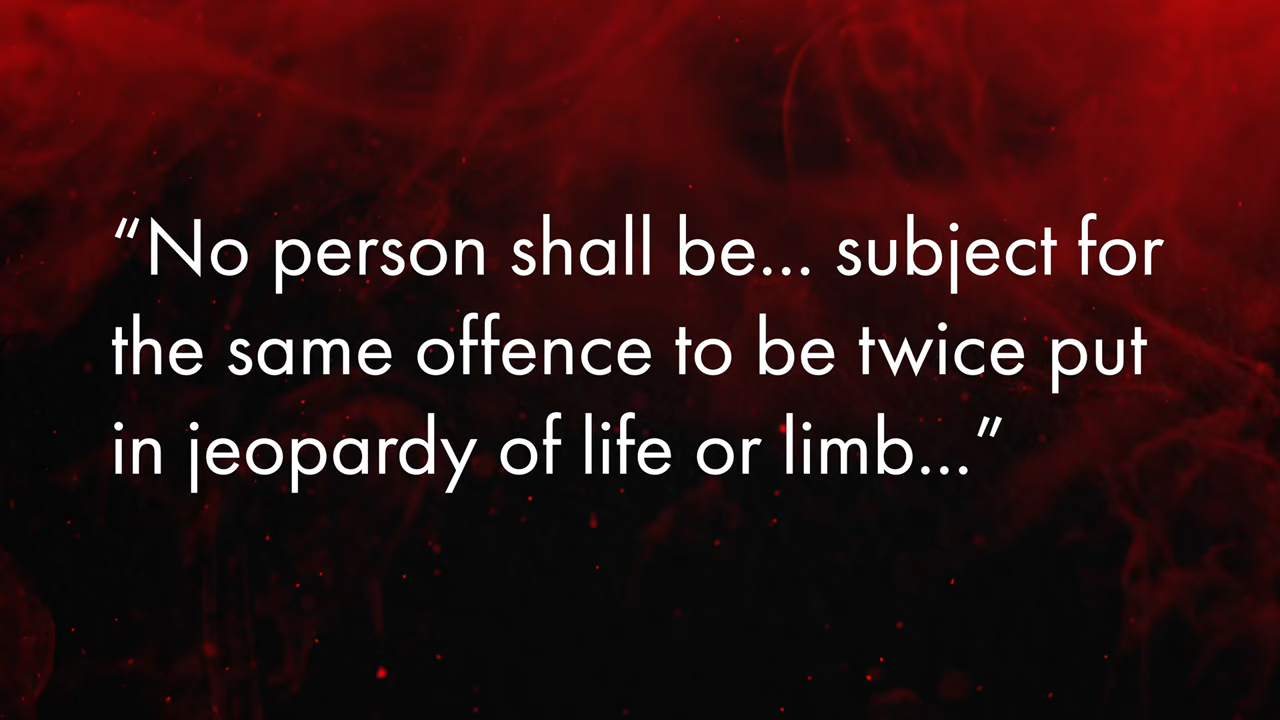 “No person shall be... subject for
the same offence to be twice put
in jeopardy of life or limb...”